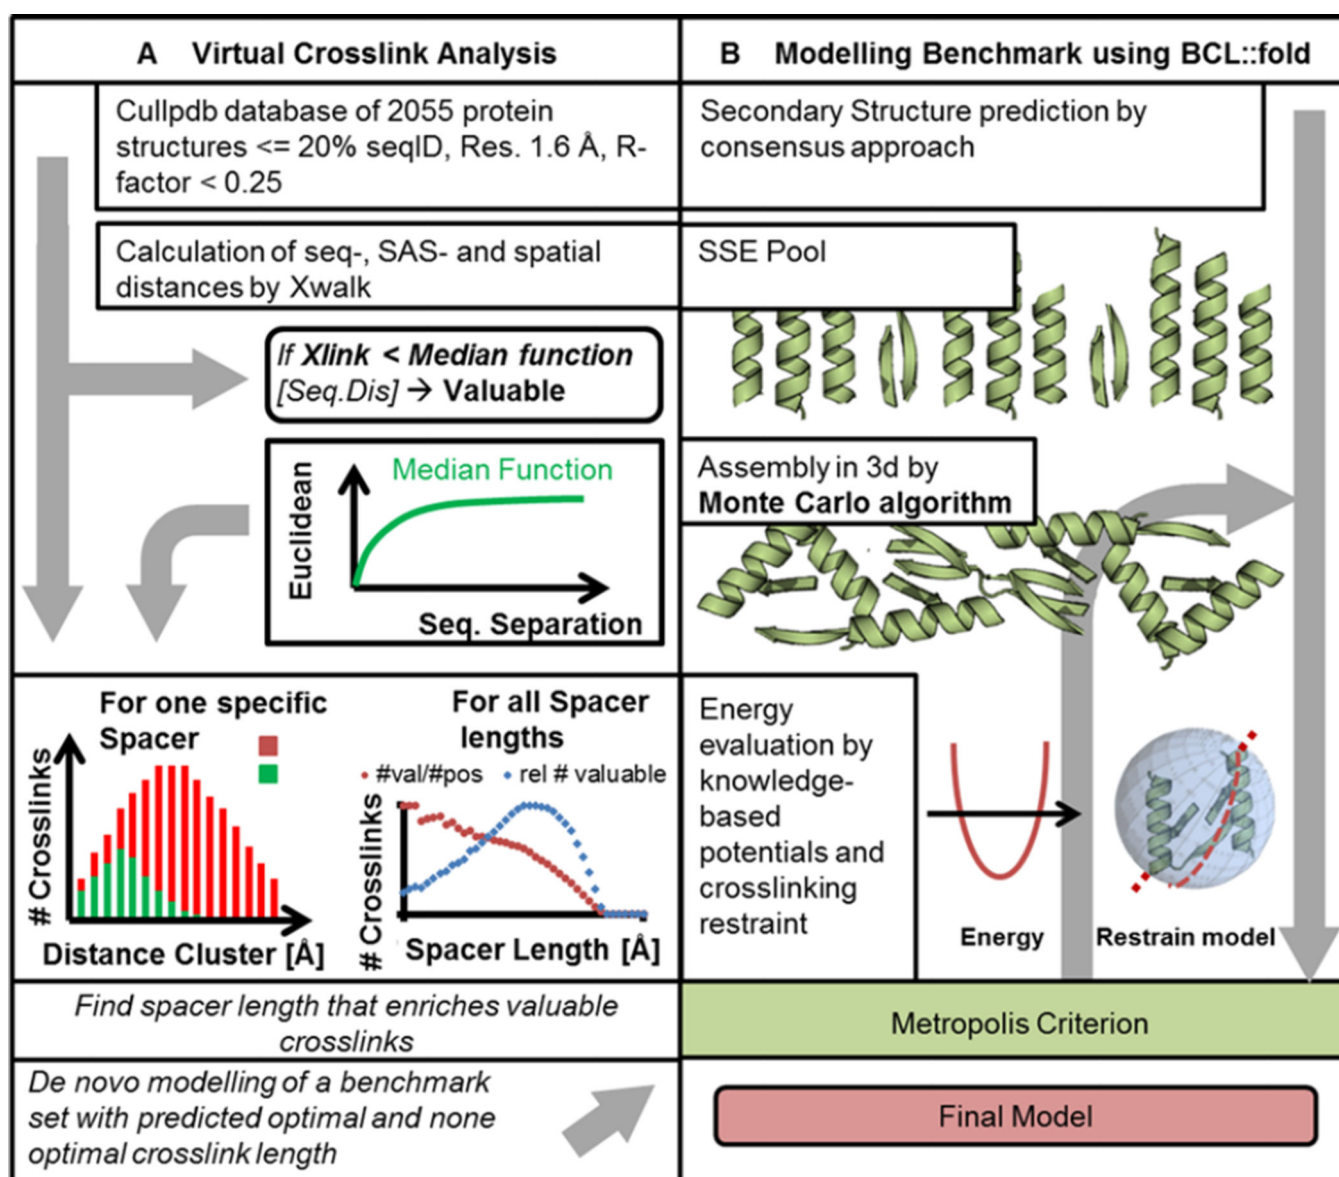 A Virtual Crosslink Analysis
Cullpdb database of 2055 protein
structures <= 20% seqID, Res. 1.6 Å, R-
factor < 0.25
Calculation of seq-, SAS- and spatial
distances by Xwalk
If Xlink < Median function
[Seq.Dis] → Valuable
Median Function
Euclidean
Seq. Separation
For one specific
Spacer
# Crosslinks
Distance Cluster [Å]
For all Spacer
lengths
#val/#pos
rel # valuable
# Crosslinks
Spacer Length [Å]
Find spacer length that enriches valuable
crosslinks
De novo modelling of a benchmark
set with predicted optimal and none
optimal crosslink length
B Modelling Benchmark using BCL::fold
Secondary Structure prediction by
consensus approach
SSE Pool
Assembly in 3d by
Monte Carlo algorithm
Energy
evaluation by
knowledge-
based
potentials and
crosslinking
restraint
Energy
Restrain model
Metropolis Criterion
Final Model